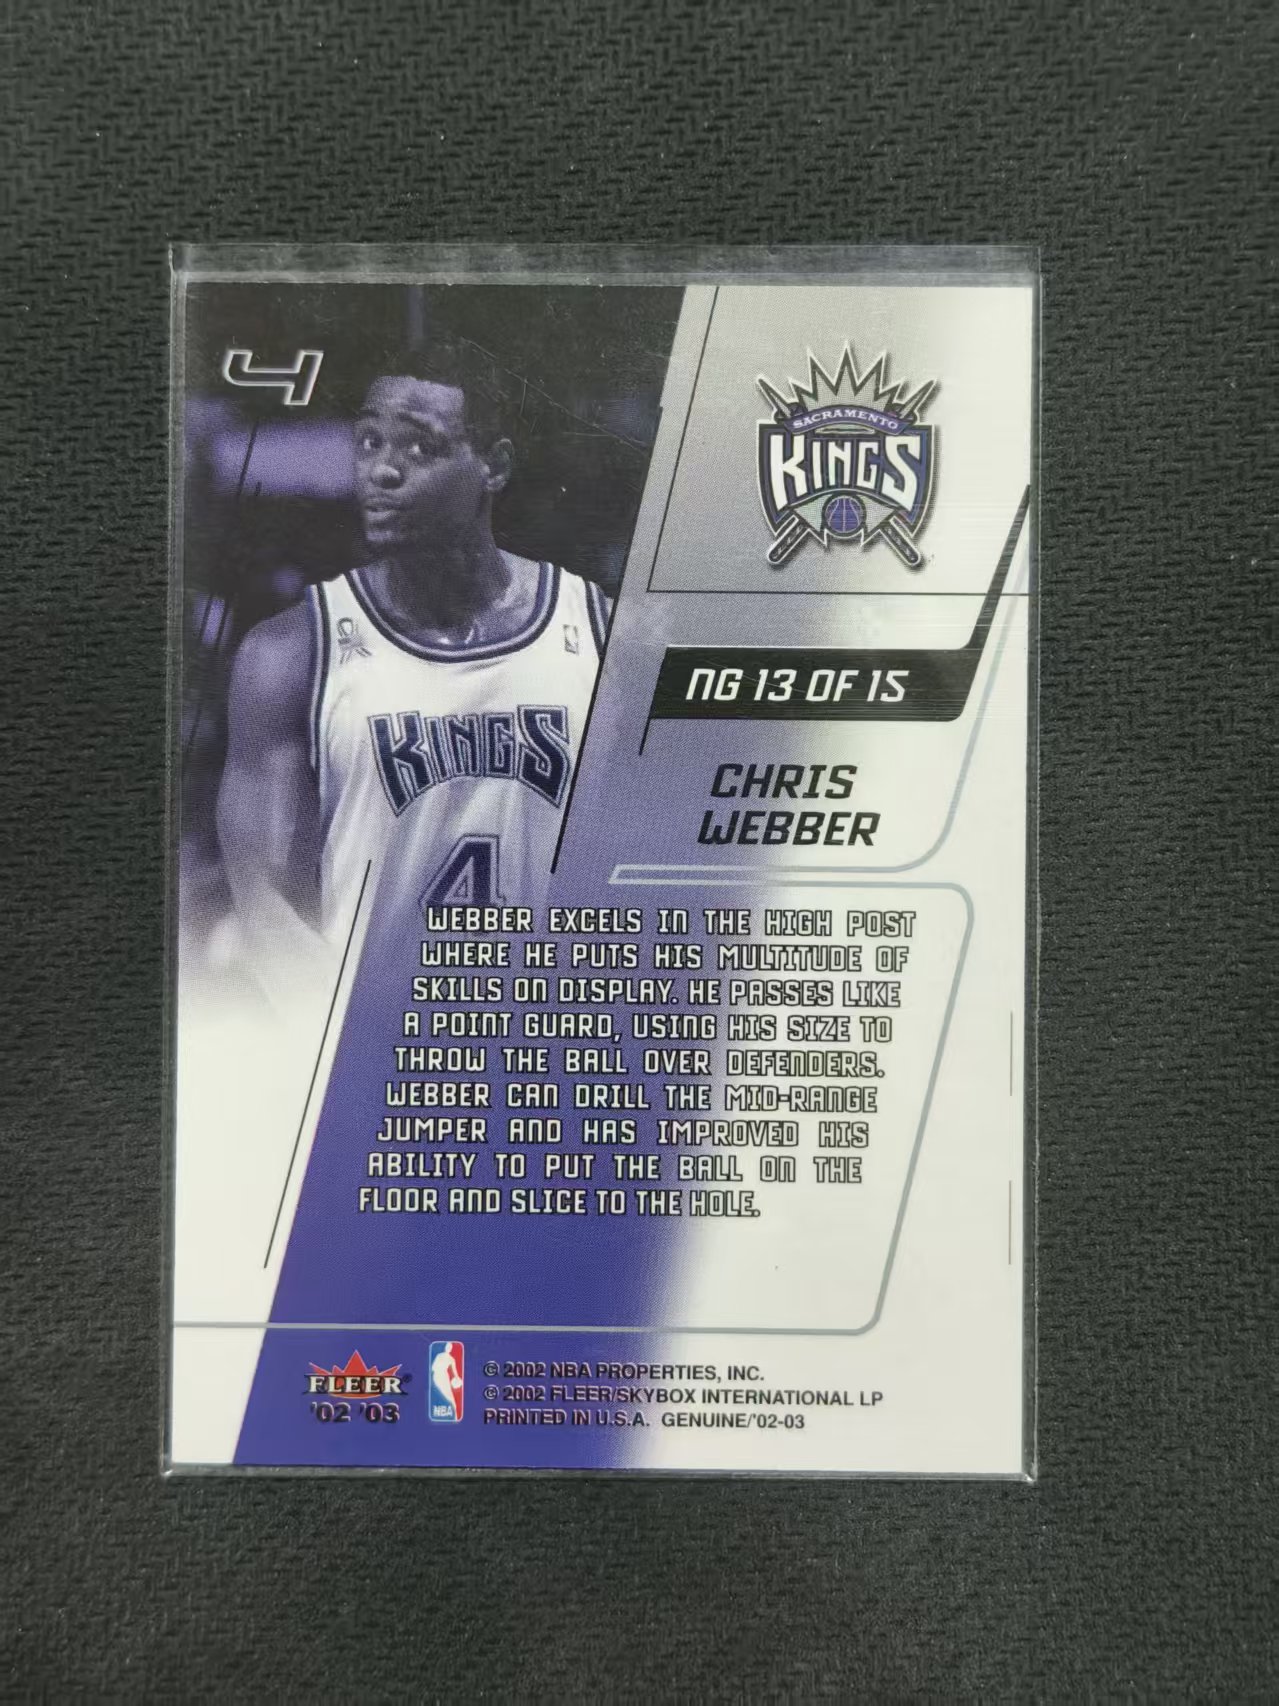 4
SACRAMENTO
KINGS
NG 13 OF 15
KINGS
4
CHRIS
WEBBER
WEBBER EXCELS IN THE HIGH POST
WHERE HE PUTS HIS MULTITUDE OF
SKILLS ON DISPLAY. HE PASSES LIKE
A POINT GUARD, USING HIS SIZE TO
THROW THE BALL OVER DEFENDERS.
WEBBER CAN DRILL THE MID-RANGE
JUMPER AND HAS IMPROVED HIS
ABILITY TO PUT THE BALL ON THE
FLOOR AND SLICE TO THE HOLE.
FLEER®
'02 '03
NBA
© 2002 NBA PROPERTIES, INC.
© 2002 FLEER/SKYBOX INTERNATIONAL LP
PRINTED IN U.S.A. GENUINE/'02-03